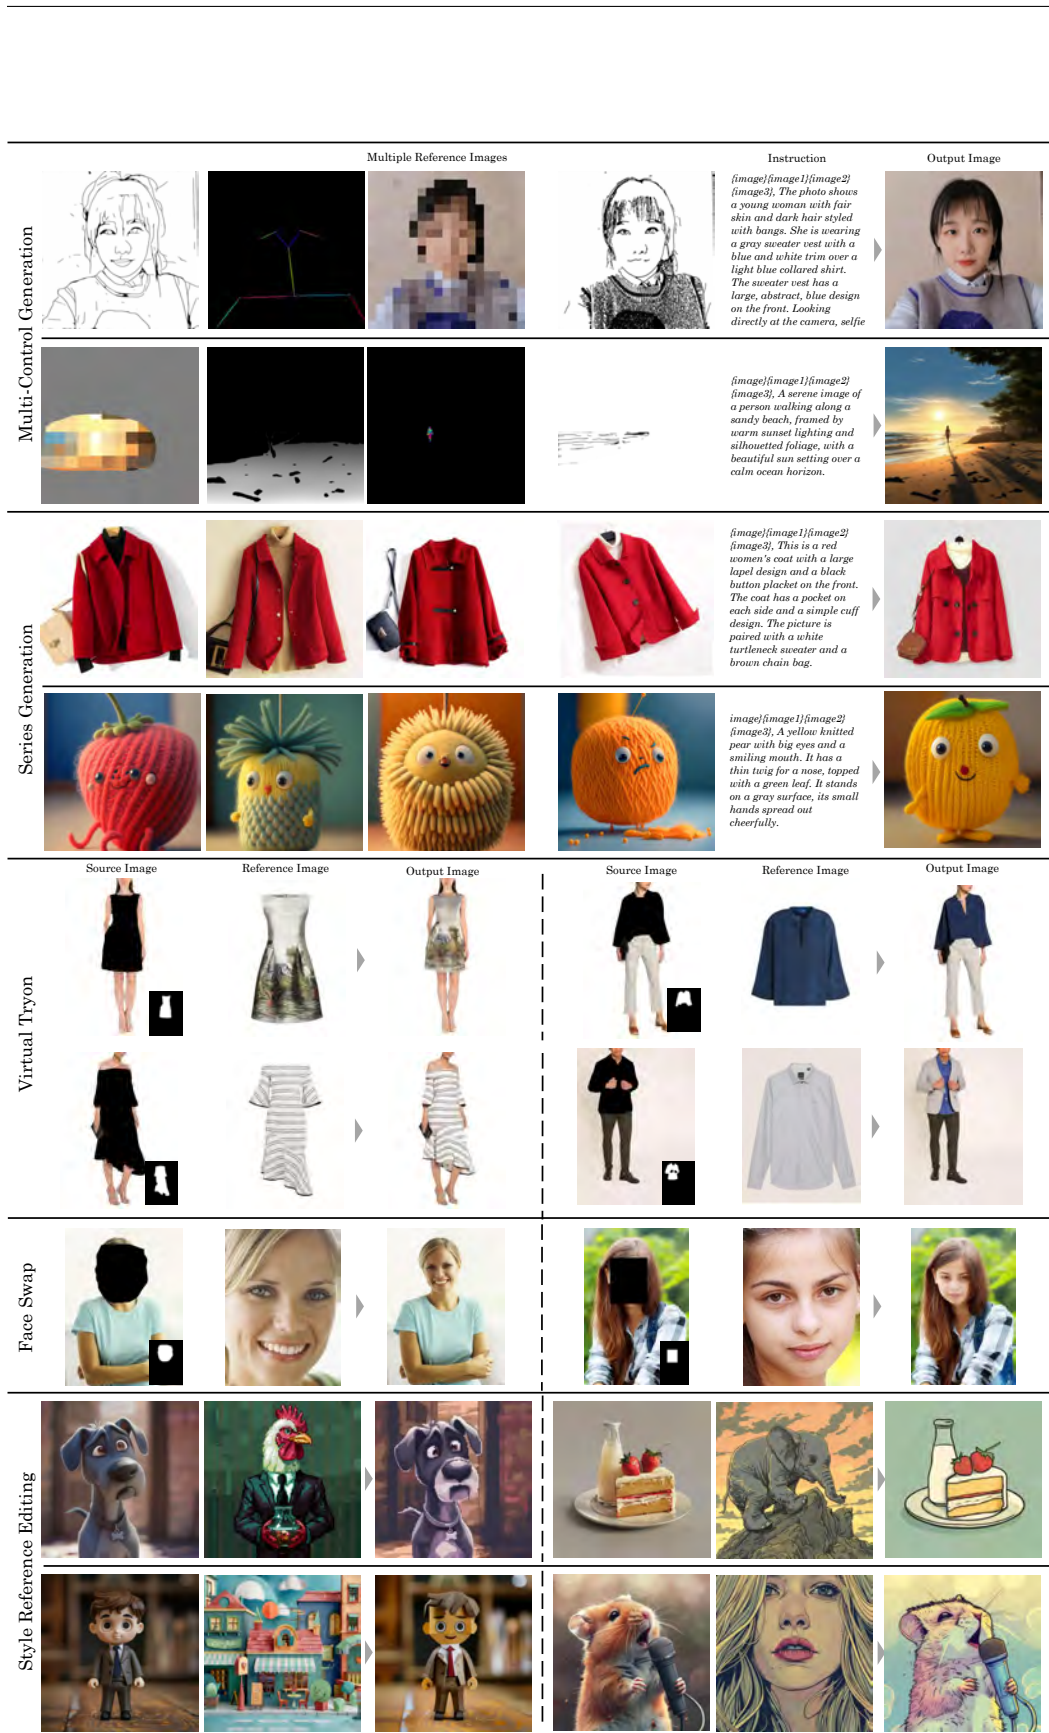 Multiple Reference Images
Instruction
Output Image
Multi-Control Generation
{image}{image1}{image2}
{image3}, The photo shows
a young woman with fair
skin and dark hair styled
with bangs. She is wearing
a gray sweater vest with a
blue and white trim over a
light blue collared shirt.
The sweater vest has a
large, abstract, blue design
on the front. Looking
directly at the camera, selfie
{image}{image1}{image2}
{image3}, A serene image of
a person walking along a
sandy beach, framed by
warm sunset lighting and
silhouetted foliage, with a
beautiful sun setting over a
calm ocean horizon.
Series Generation
{image}{image1}{image2}
{image3}, This is a red
women's coat with a large
lapel design and a black
button placket on the front.
The coat has a pocket on
each side and a simple cuff
design. The picture is
paired with a white
turtleneck sweater and a
brown chain bag.
image}{image1}{image2}
{image3}, A yellow knitted
pear with big eyes and a
smiling mouth. It has a
thin twig for a nose, topped
with a green leaf. It stands
on a gray surface, its small
hands spread out
cheerfully.
Source Image
Reference Image
Output Image
Source Image
Reference Image
Output Image
Virtual Tryon
Face Swap
Style Reference Editing